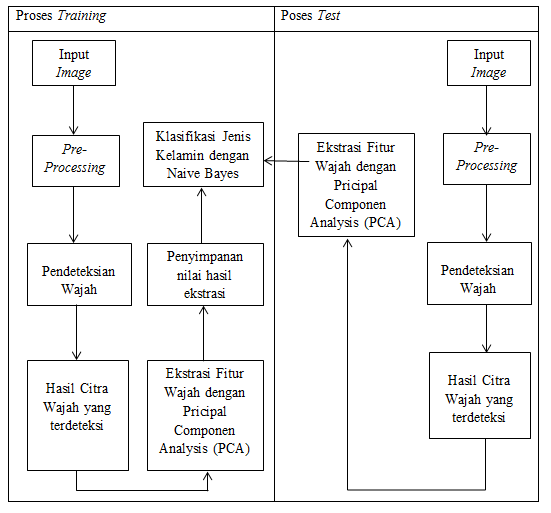 Proses Training
Input
Image
Pre-
Processing
Pendeteksian
Wajah
Hasil Citra
Wajah yang
terdeteksi
Ekstrasi Fitur
Wajah dengan
Pricipal
Componen
Analysis (PCA)
Penyimpanan
nilai hasil
ekstrasi
Klasifikasi Jenis
Kelamin dengan
Naive Bayes
Poses Test
Input
Image
Pre-
Processing
Pendeteksian
Wajah
Hasil Citra
Wajah yang
terdeteksi
Ekstrasi Fitur
Wajah dengan
Pricipal
Componen
Analysis (PCA)